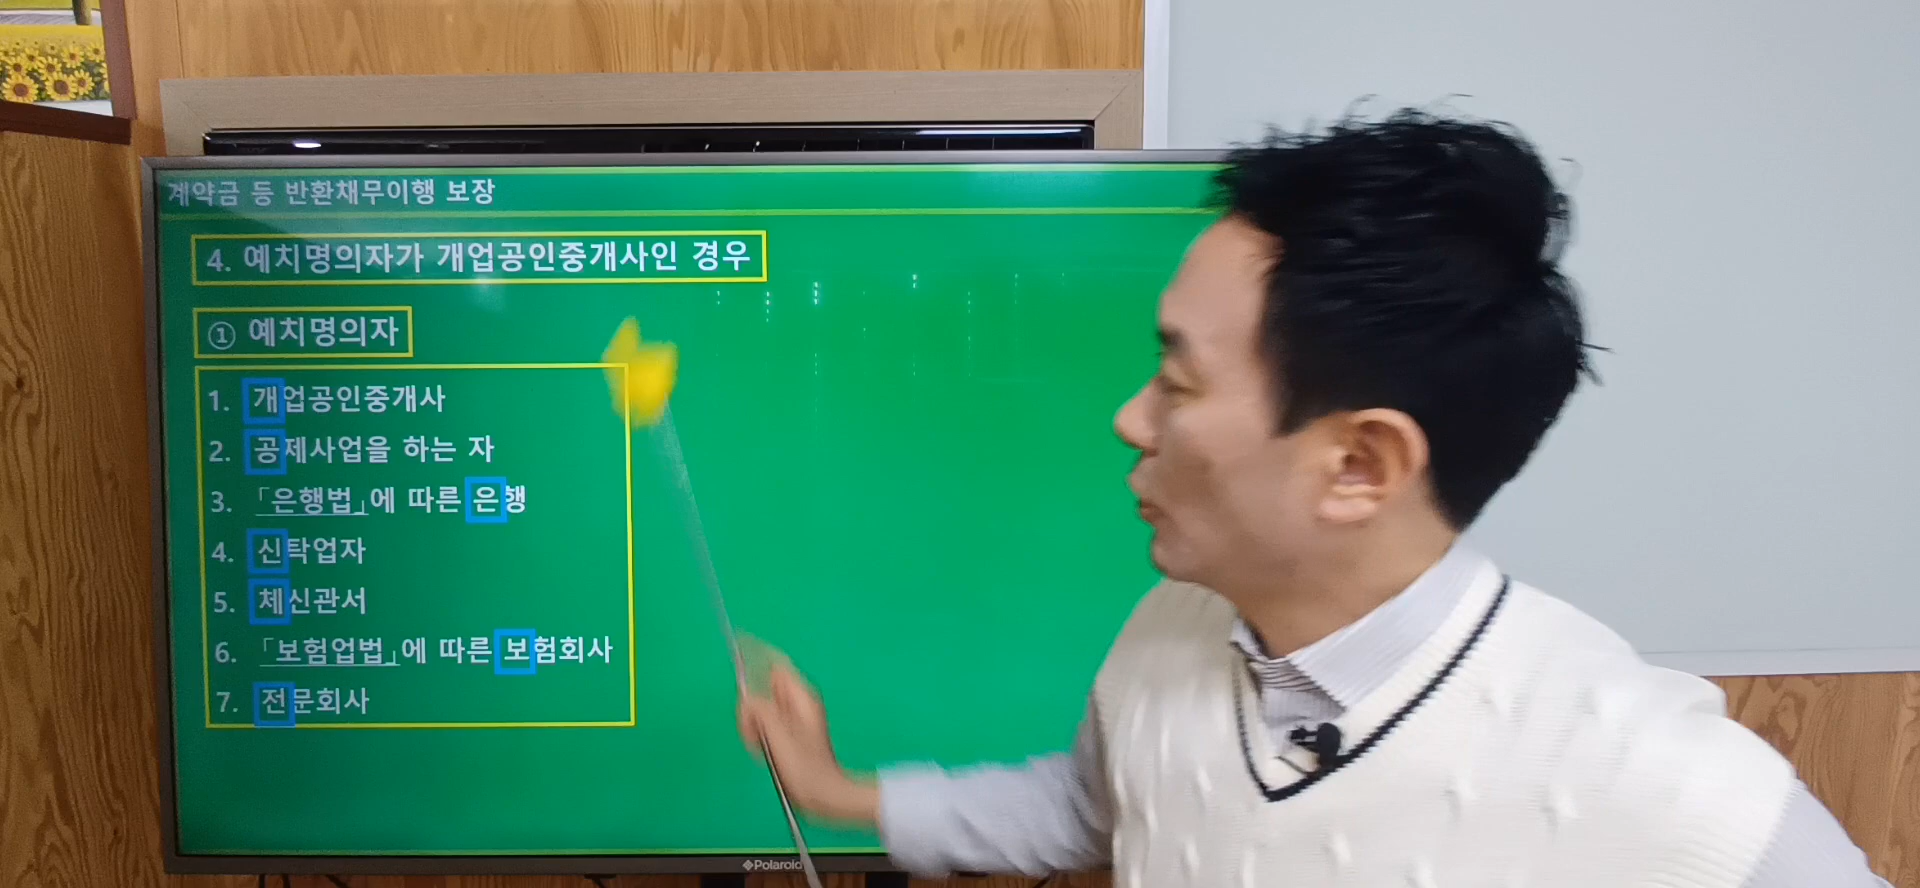 계약금 등 반환채무이행 보장
4. 예치명의자가 개업공인중개사인 경우
① 예치명의자
1. 개업공인중개사
2. 공제사업을 하는 자
3. 「은행법」에 따른 은행
4. 신탁업자
5. 체신관서
6. 「보험업법」에 따른 보험회사
7. 전문회사
Polaroid